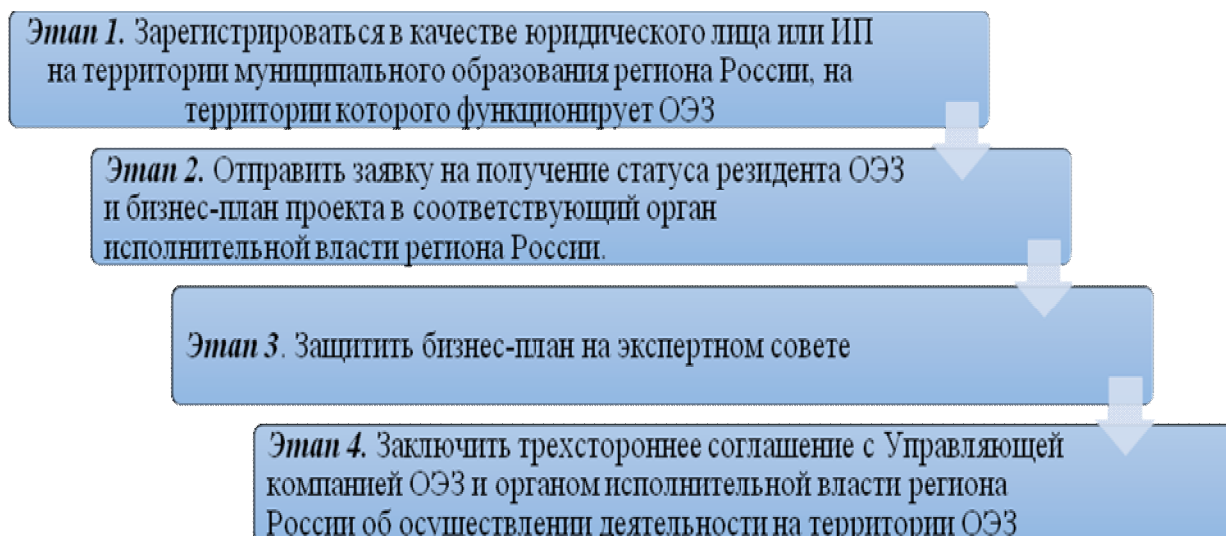 Этап 1. Зарегистрироваться в качестве юридического лица или ИП
на территории муниципального образования региона России, на
территории которого функционирует ОЭЗ
Этап 2. Отправить заявку на получение статуса резидента ОЭЗ
и бизнес-план проекта в соответствующий орган
исполнительной власти региона России.
Этап 3. Защитить бизнес-план на экспертном совете
Этап 4. Заключить трехстороннее соглашение с Управляющей
компанией ОЭЗ и органом исполнительной власти региона
России об осуществлении деятельности на территории ОЭЗ